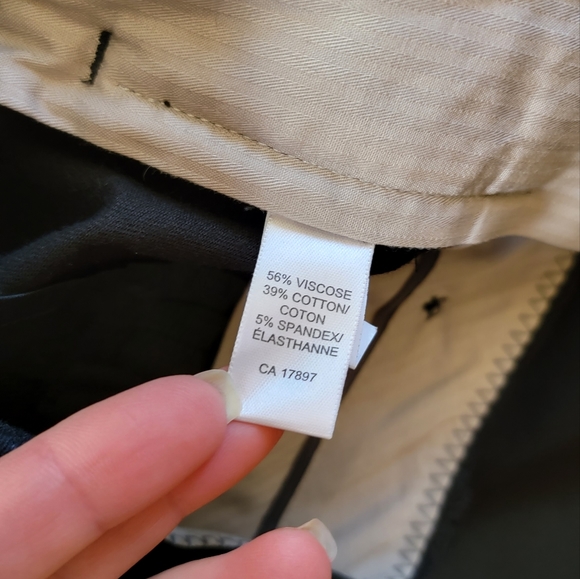 56% VISCOSE
39% COTTON/
COTON
5% SPANDEX/
ÉLASTHANNE
CA 17897